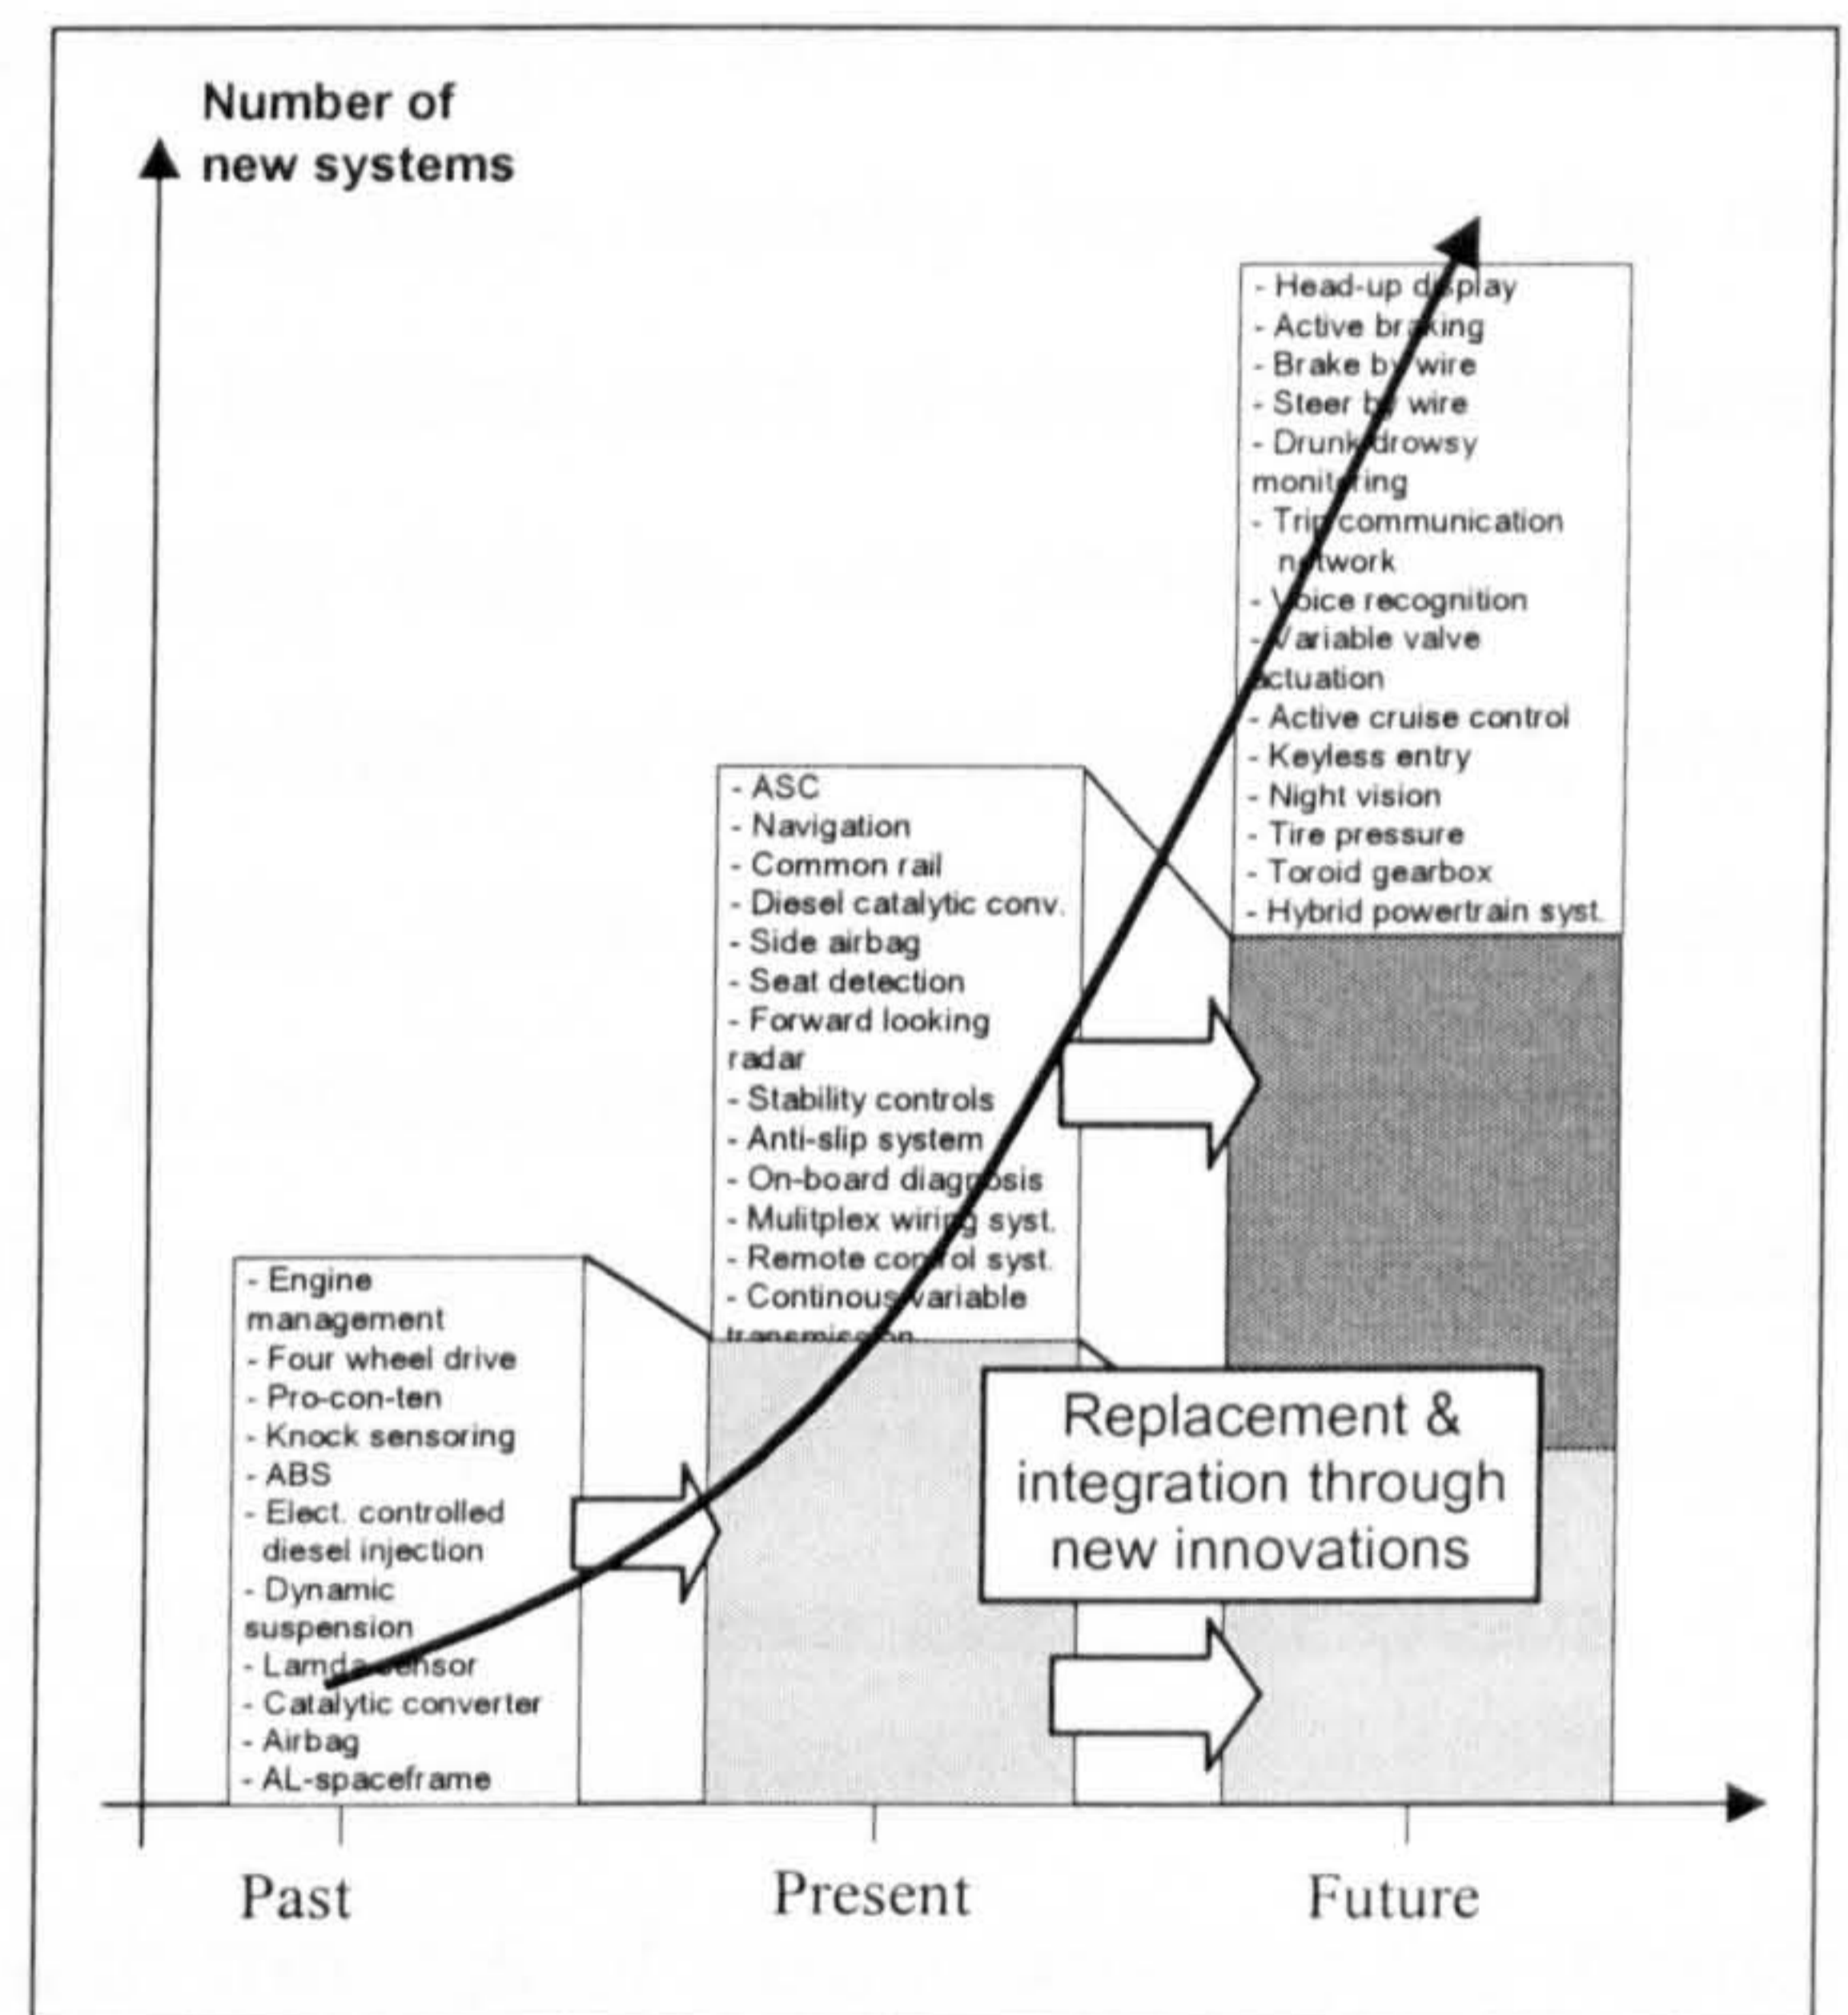 Number of
new systems
- Head-up display
- Active braking
- Brake by wire
- Steer by wire
- Drunk drowsy
monitoring
- Trip communication
network
- Voice recognition
- Variable valve
actuation
- Active cruise control
- Keyless entry
- Night vision
- Tire pressure
- Toroid gearbox
- Hybrid powertrain syst.
- ASC
- Navigation
- Common rail
- Diesel catalytic conv.
- Side airbag
- Seat detection
- Forward looking
radar
- Stability controls
- Anti-slip system
- On-board diagnosis
- Mulitplex wiring syst.
- Remote control syst.
- Continous variable
transmission
- Engine
management
- Four wheel drive
- Pro-con-ten
- Knock sensoring
- ABS
- Elect. controlled
diesel injection
- Dynamic
suspension
- Lamda sensor
- Catalytic converter
- Airbag
- AL-spaceframe
Replacement &
integration through
new innovations
Past
Present
Future